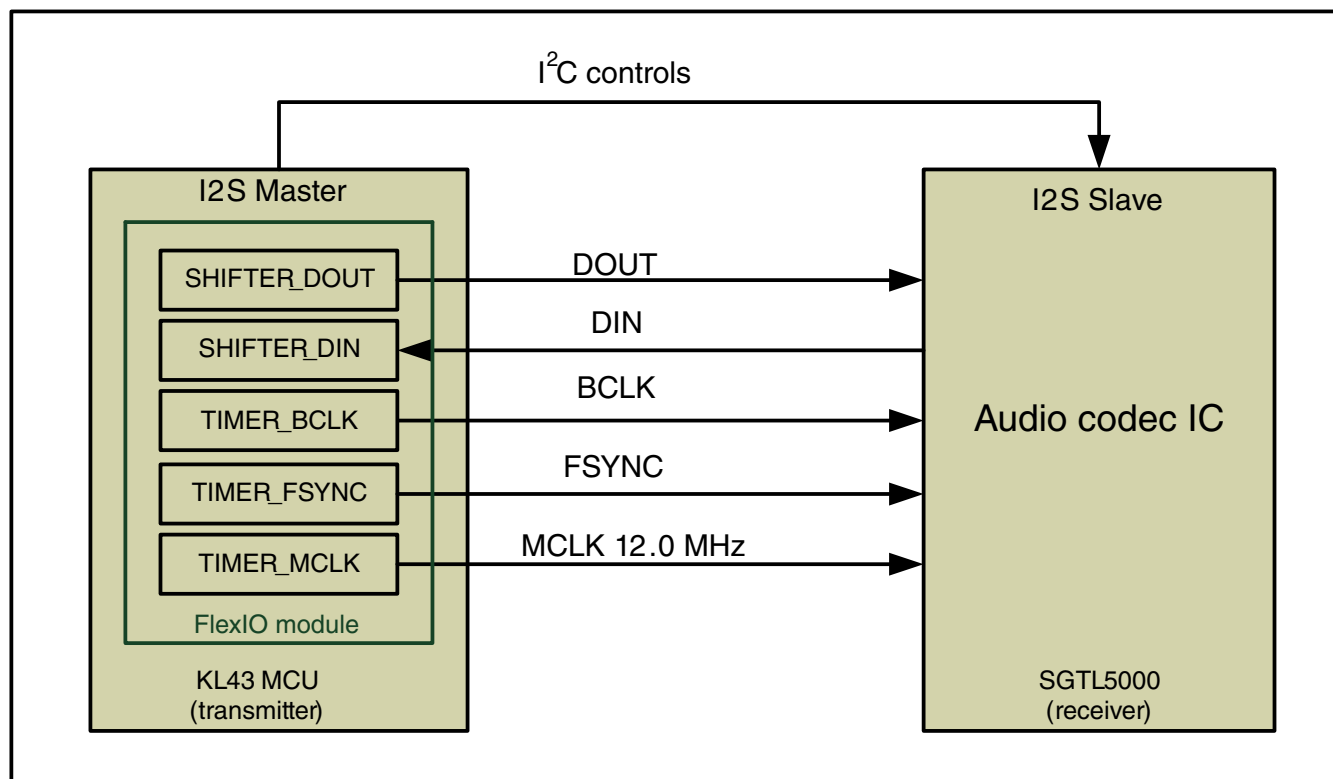 I²C controls
I2S Master
SHIFTER_DOUT
SHIFTER_DIN
TIMER_BCLK
TIMER_FSYNC
TIMER_MCLK
FlexIO module
KL43 MCU
(transmitter)
DOUT
DIN
BCLK
FSYNC
MCLK 12.0 MHz
I2S Slave
Audio codec IC
SGTL5000
(receiver)